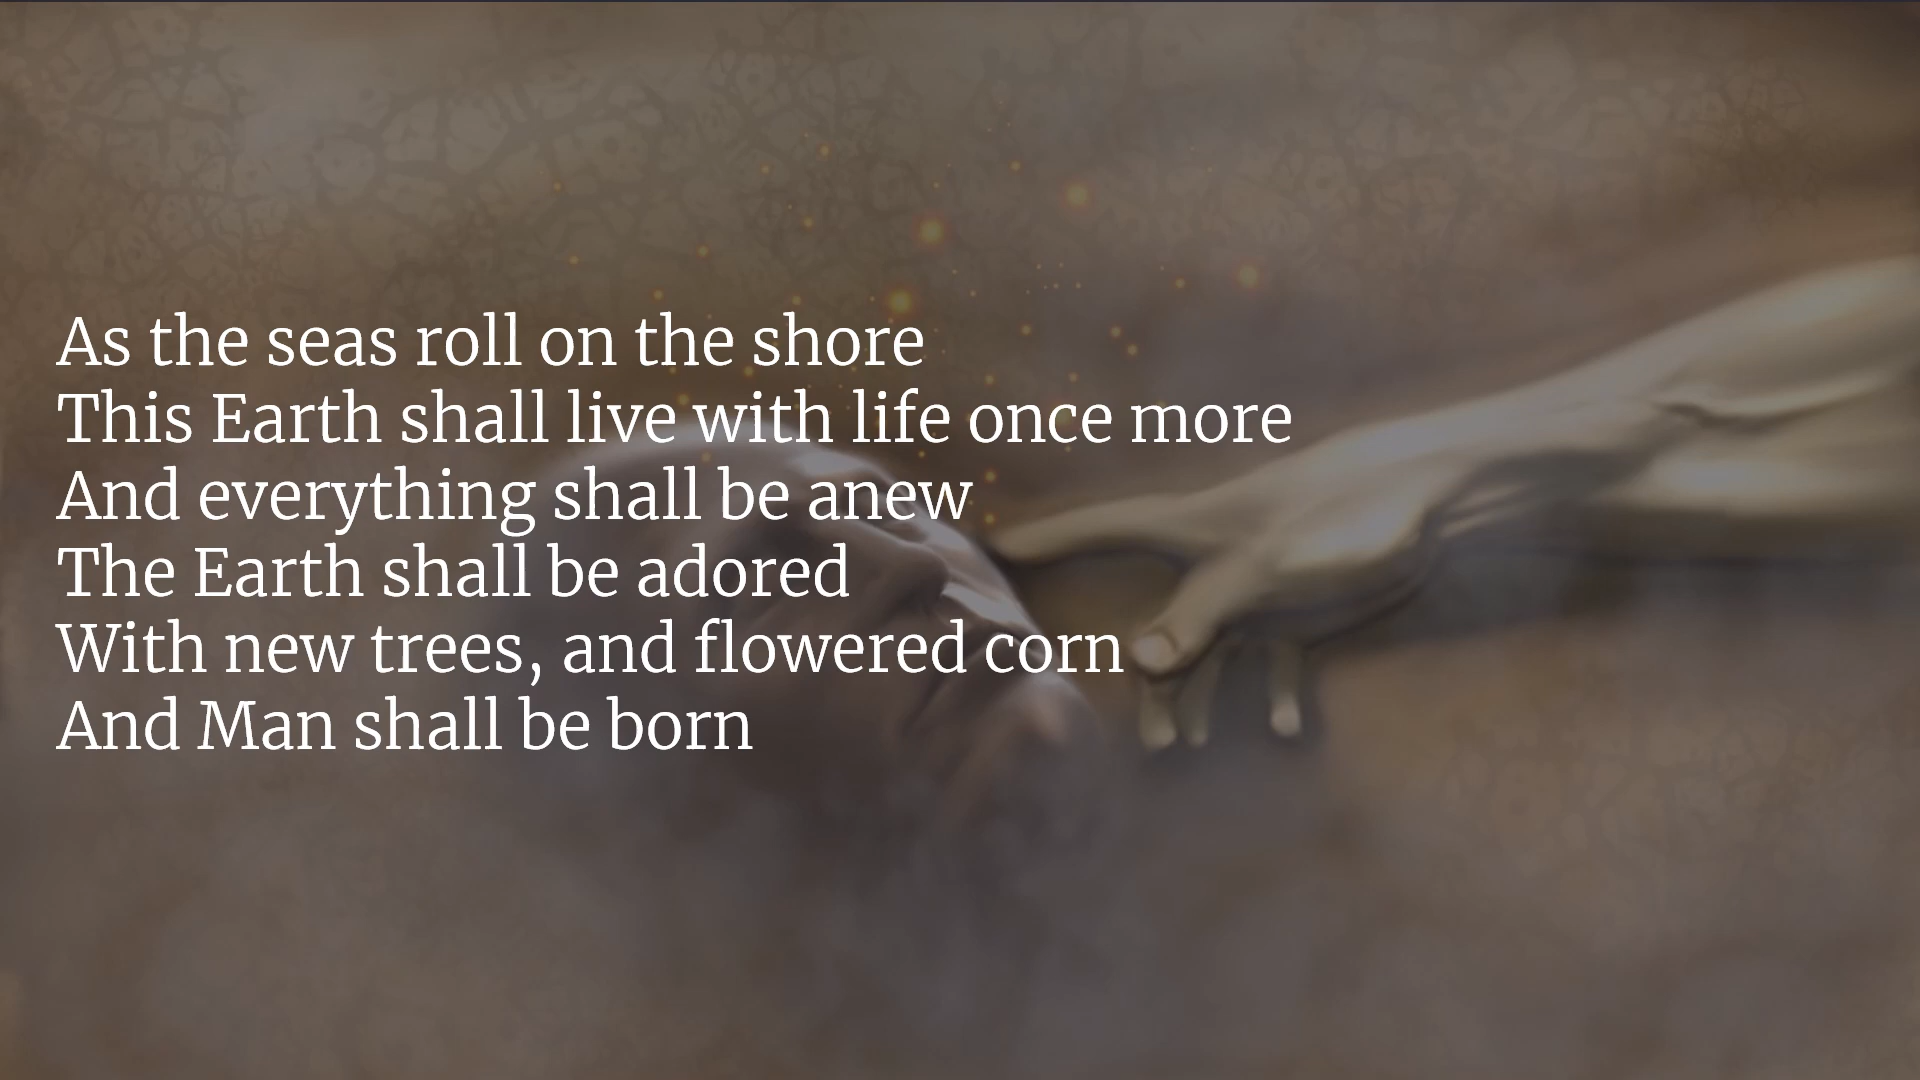 As the seas roll on the shore
This Earth shall live with life once more
And everything shall be anew
The Earth shall be adored
With new trees, and flowered corn
And Man shall be born